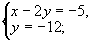 x − 2y = −5,
y = −12;